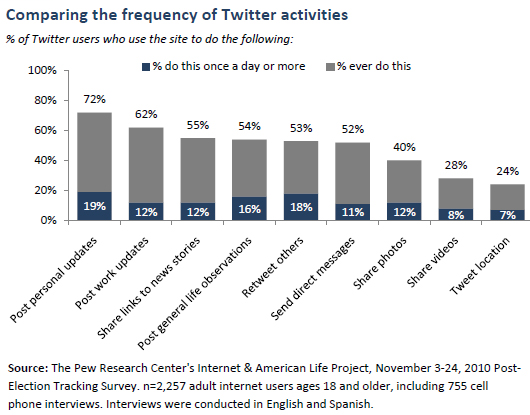 Comparing the frequency of Twitter activities
% of Twitter users who use the site to do the following:
% do this once a day or more % ever do this
100%
80%
60%
40%
20%
0%
72% 62% 55% 54% 53% 52% 40% 28% 24%
19% 12% 12% 16% 18% 11% 12% 8% 7%
Post personal updates
Post work updates
Share links to news stories
Post general life observations
Retweet others
Send direct messages
Share photos
Share videos
Tweet location
Source: The Pew Research Center's Internet & American Life Project, November 3-24, 2010 Post-
Election Tracking Survey. n=2,257 adult internet users ages 18 and older, including 755 cell
phone interviews. Interviews were conducted in English and Spanish.